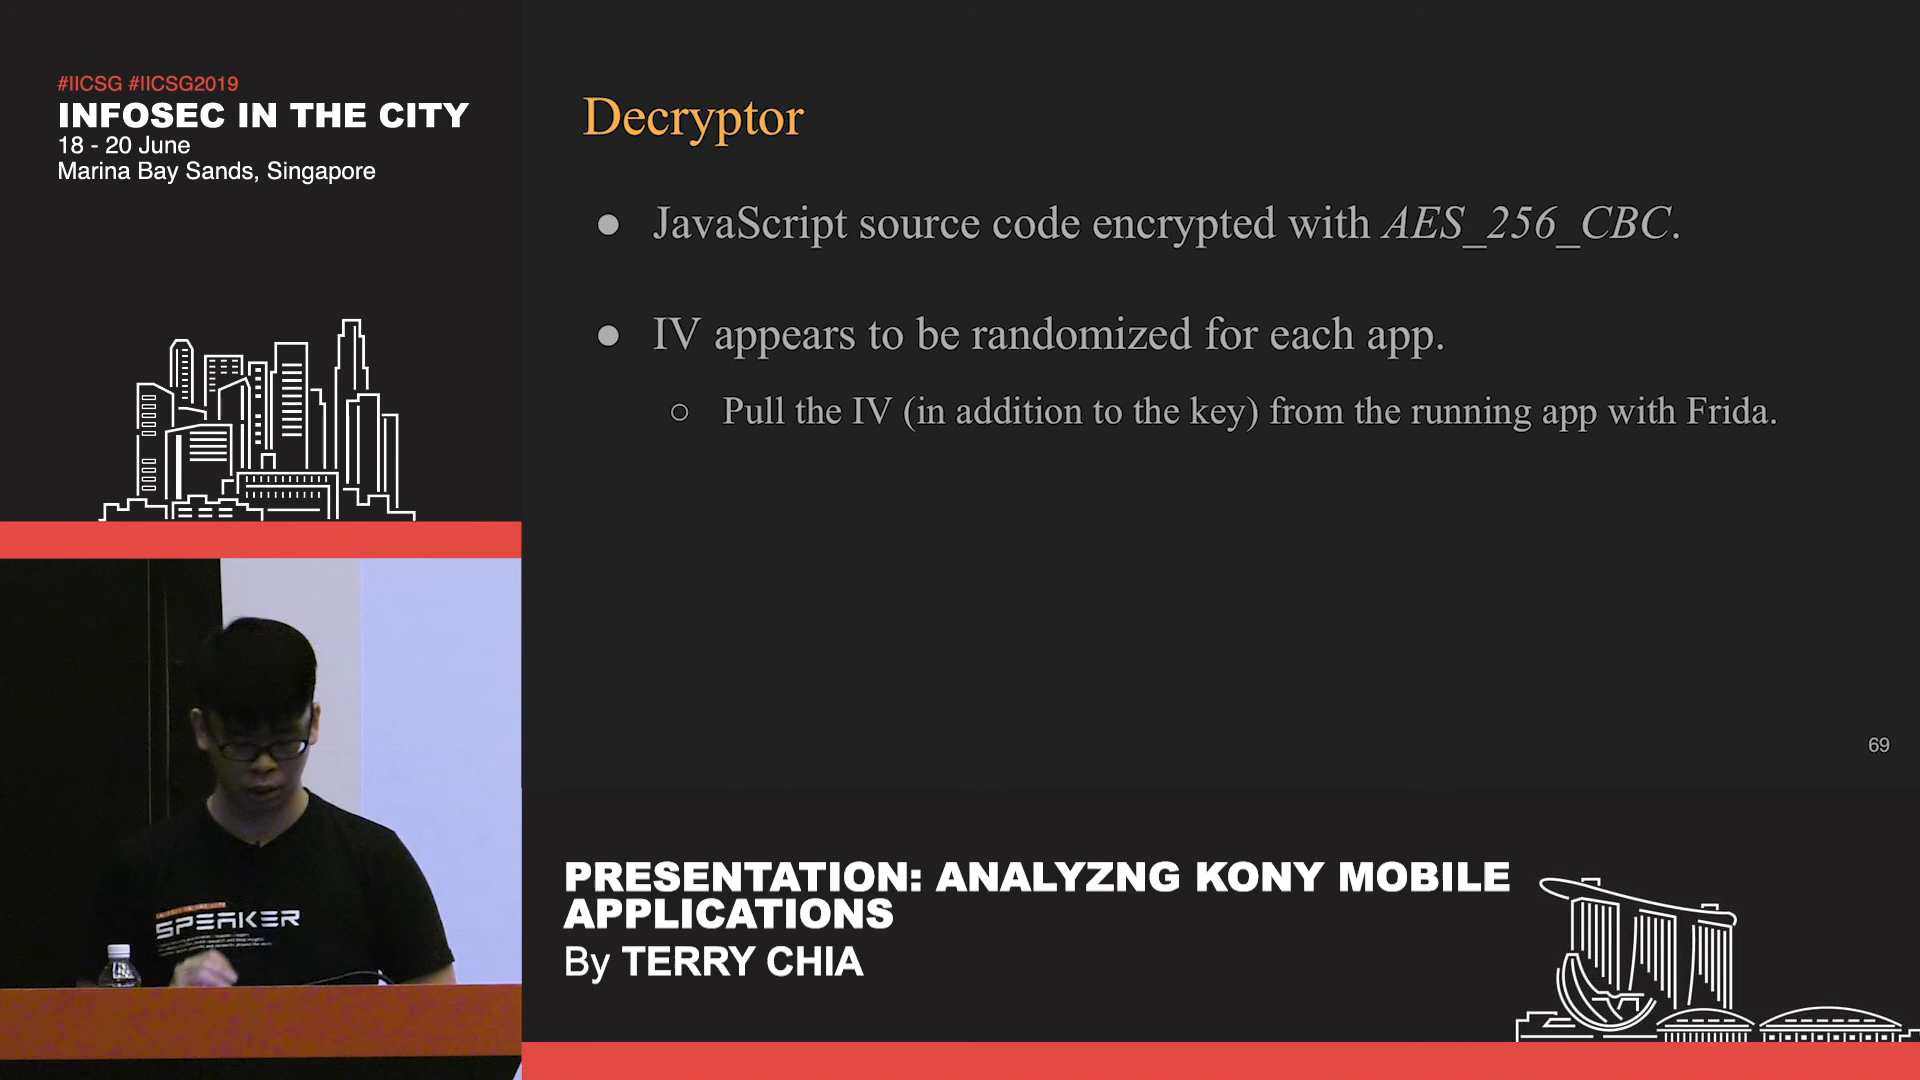 #IICSG #IICSG2019
INFOSEC IN THE CITY
18 - 20 June
Marina Bay Sands, Singapore
Decryptor
● JavaScript source code encrypted with AES_256_CBC.
● IV appears to be randomized for each app.
○ Pull the IV (in addition to the key) from the running app with Frida.
69
SPEAKER
PRESENTATION: ANALYZNG KONY MOBILE
APPLICATIONS
By TERRY CHIA